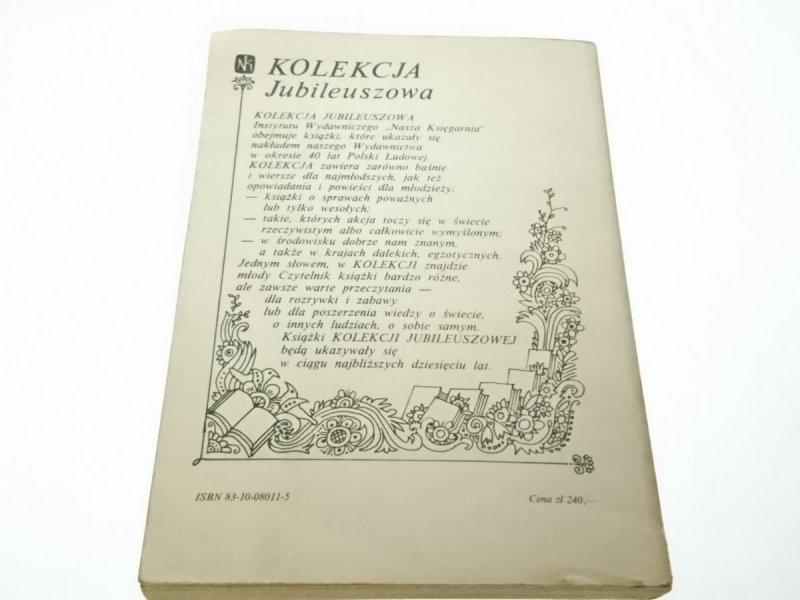 NK
KOLEKCJA
Jubileuszowa
KOLEKCJA JUBILEUSZOWA
Instytutu Wydawniczego „Nasza Księgarnia"
obejmuje książki, które ukazały się
nakładem naszego Wydawnictwa
w okresie 40 lat Polski Ludowej.
KOLEKCJA zawiera zarówno baśnie
i wiersze dla najmłodszych, jak też
opowiadania i powieści dla młodzieży;
— książki o sprawach poważnych
lub tylko wesołych;
— takie, których akcja toczy się w świecie
rzeczywistym albo całkowicie wymyślonym;
— w środowisku dobrze nam znanym,
a także w krajach dalekich, egzotycznych.
Jednym słowem, w KOLEKCJI znajdzie
młody Czytelnik książki bardzo różne,
ale zawsze warte przeczytania —
dla rozrywki i zabawy
lub dla poszerzenia wiedzy o świecie,
o innych ludziach, o sobie samym.
Książki KOLEKCJI JUBILEUSZOWEJ
będą ukazywały się
w ciągu najbliższych dziesięciu lat.
ISBN 83-10-08011-5
Cena zł 240,—